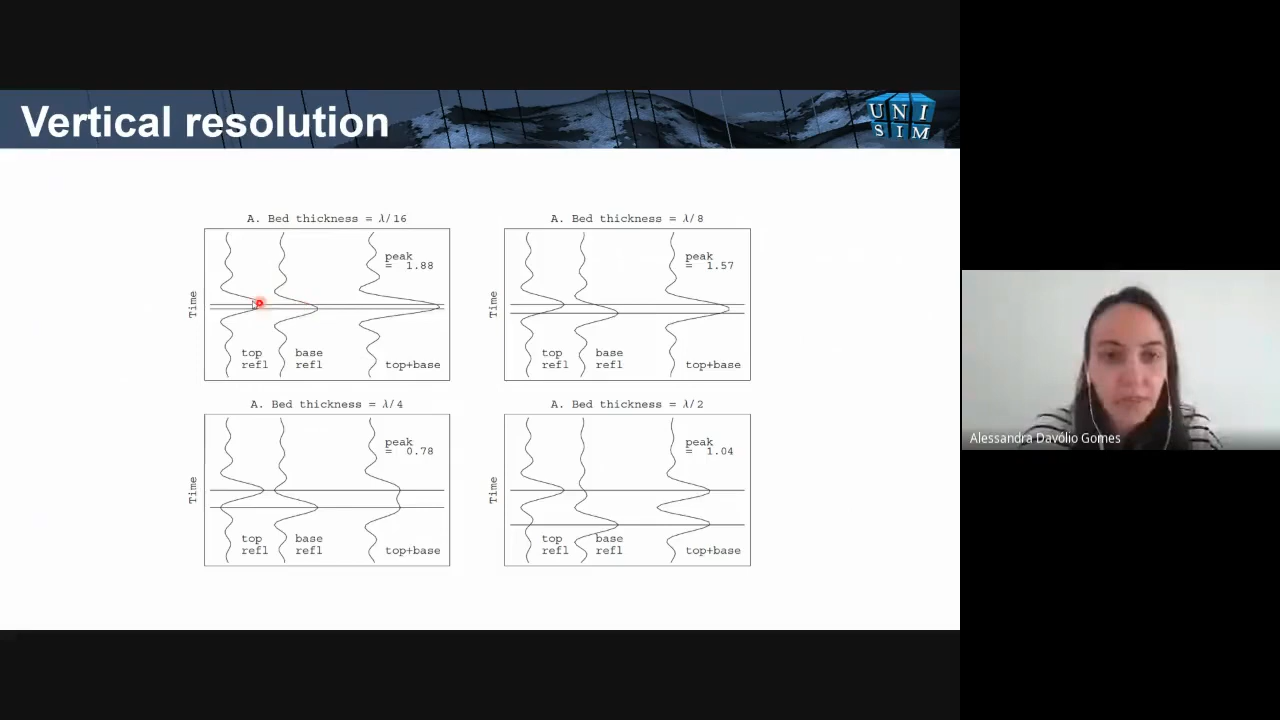 Vertical resolution
UNI
SIM
A. Bed thickness = λ/16
peak
= 1.88
Time
top
refl
base
refl
top+base
A. Bed thickness = λ/8
peak
= 1.57
Time
top
refl
base
refl
top+base
A. Bed thickness = λ/4
peak
= 0.78
Time
top
refl
base
refl
top+base
A. Bed thickness = λ/2
peak
= 1.04
Time
top
refl
base
refl
top+base
Alessandra Davólio Gomes